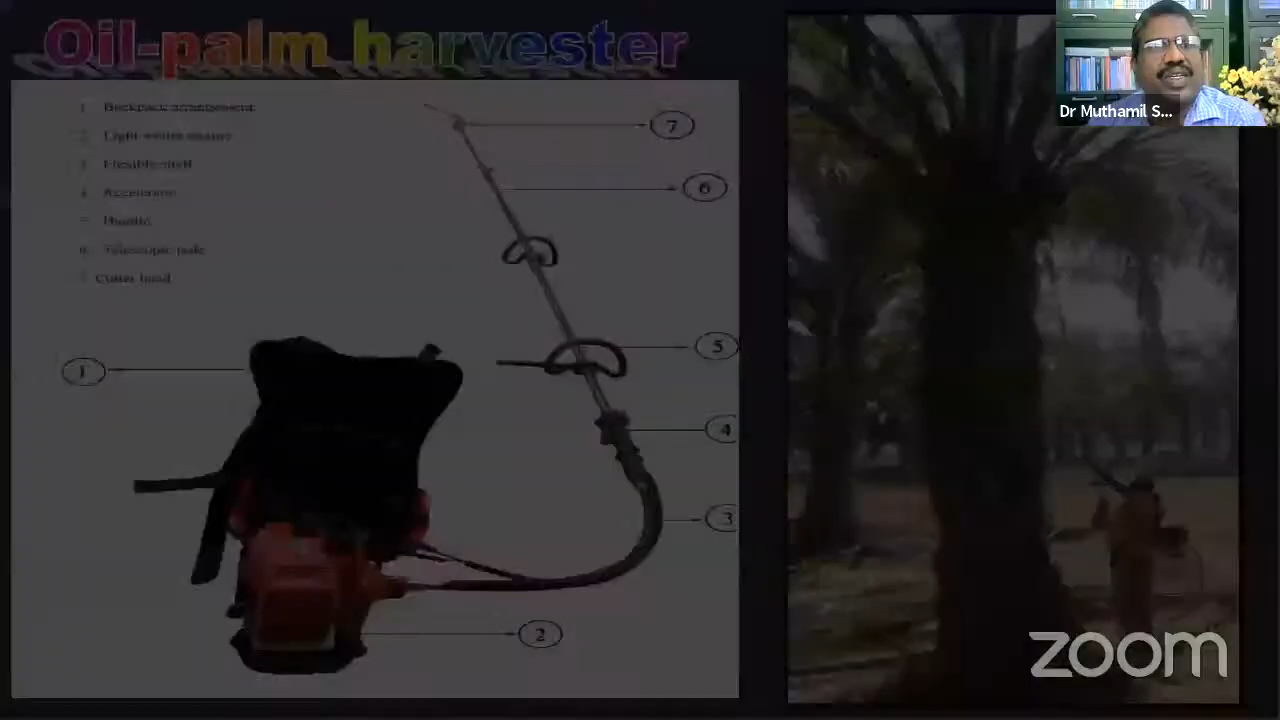 Oil-palm harvester
Dr Muthamil S...
1 Backpack arrangement
2 Light weight engine
3 Flexible shaft
4 Accelerator
5 Handle
6. Telescopic pole
7 Cutter head
7
6
5
1
4
3
2
zoom